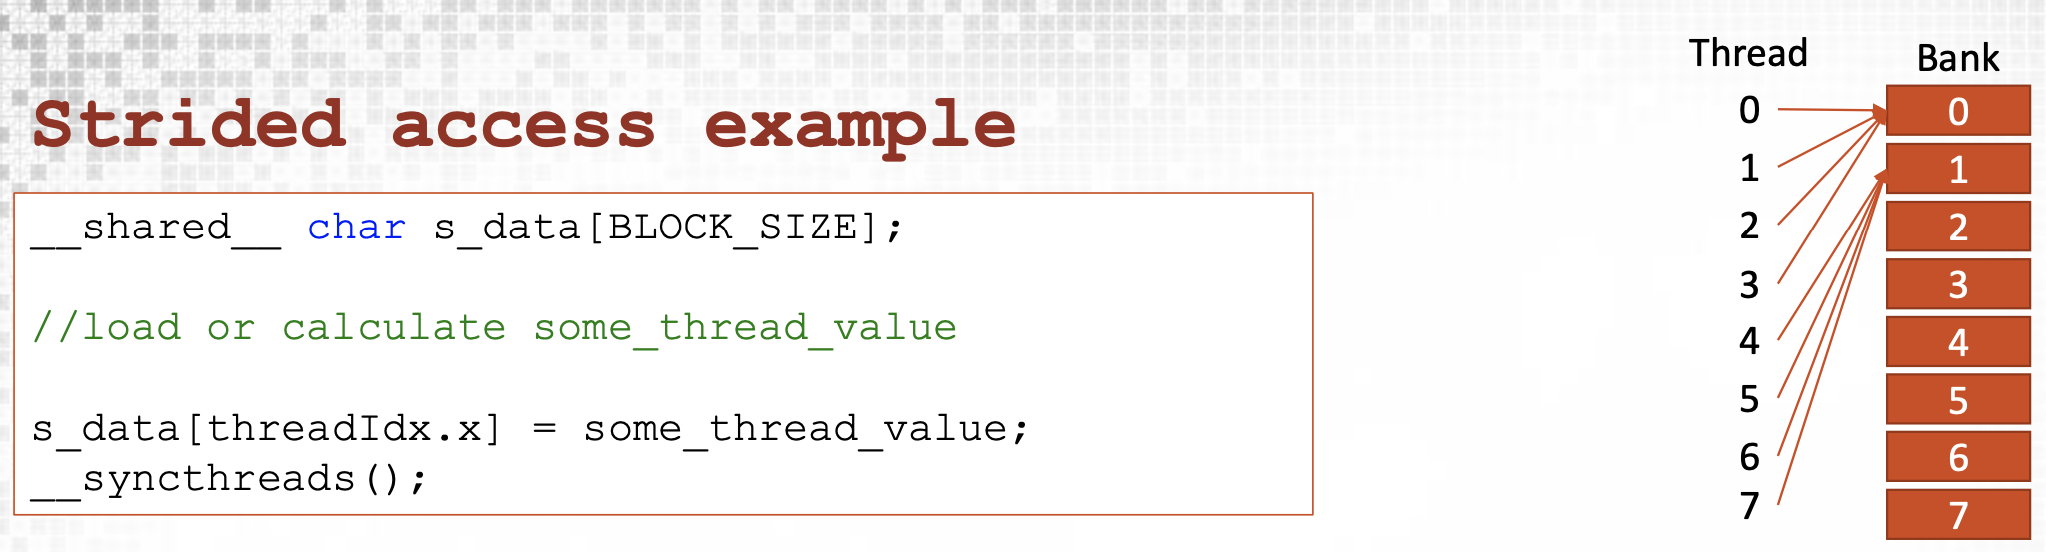 Strided access example
__shared__ char s_data[BLOCK_SIZE];
//load or calculate some_thread_value
s_data[threadIdx.x] = some_thread_value;
__syncthreads();
Thread Bank
0 0
1 1
2 2
3 3
4 4
5 5
6 6
7 7